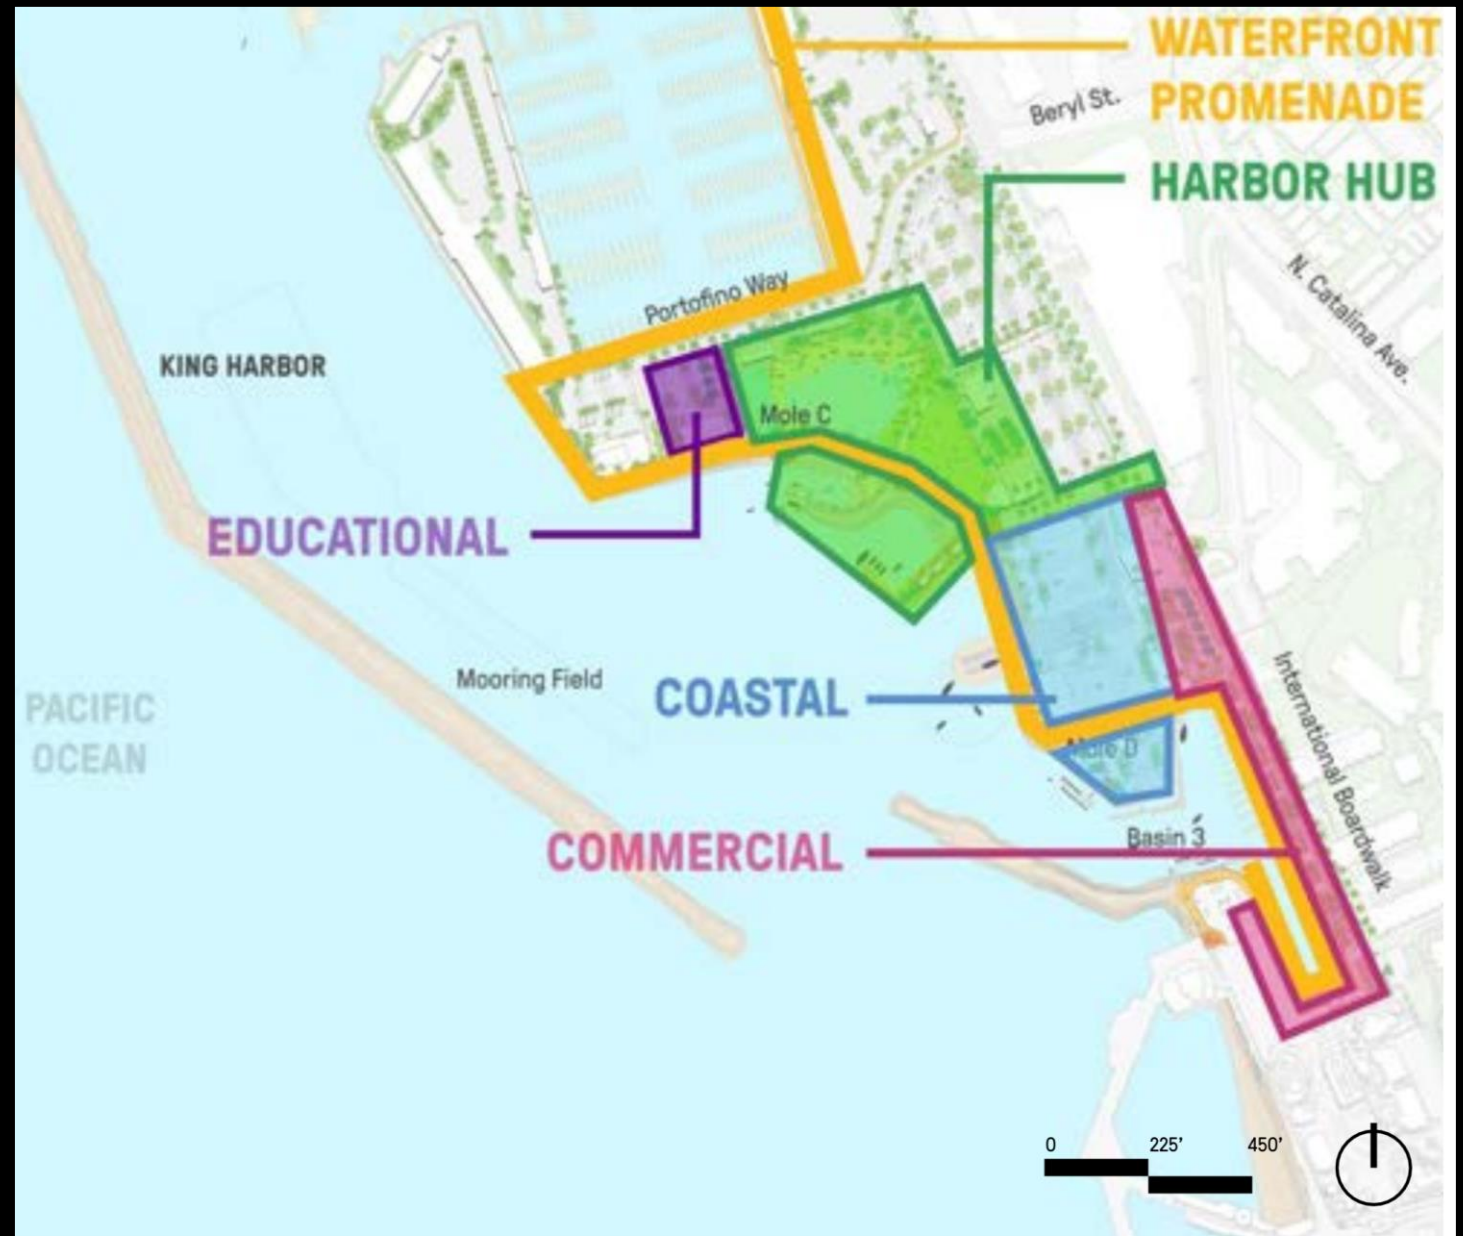 WATERFRONT
PROMENADE
Beryl St.
HARBOR HUB
N. Catalina Ave.
Portofino Way
KING HARBOR
Mole C
EDUCATIONAL
Mooring Field
COASTAL
PACIFIC
OCEAN
International Boardwalk
Mole D
COMMERCIAL
Basin 3
0 225' 450'